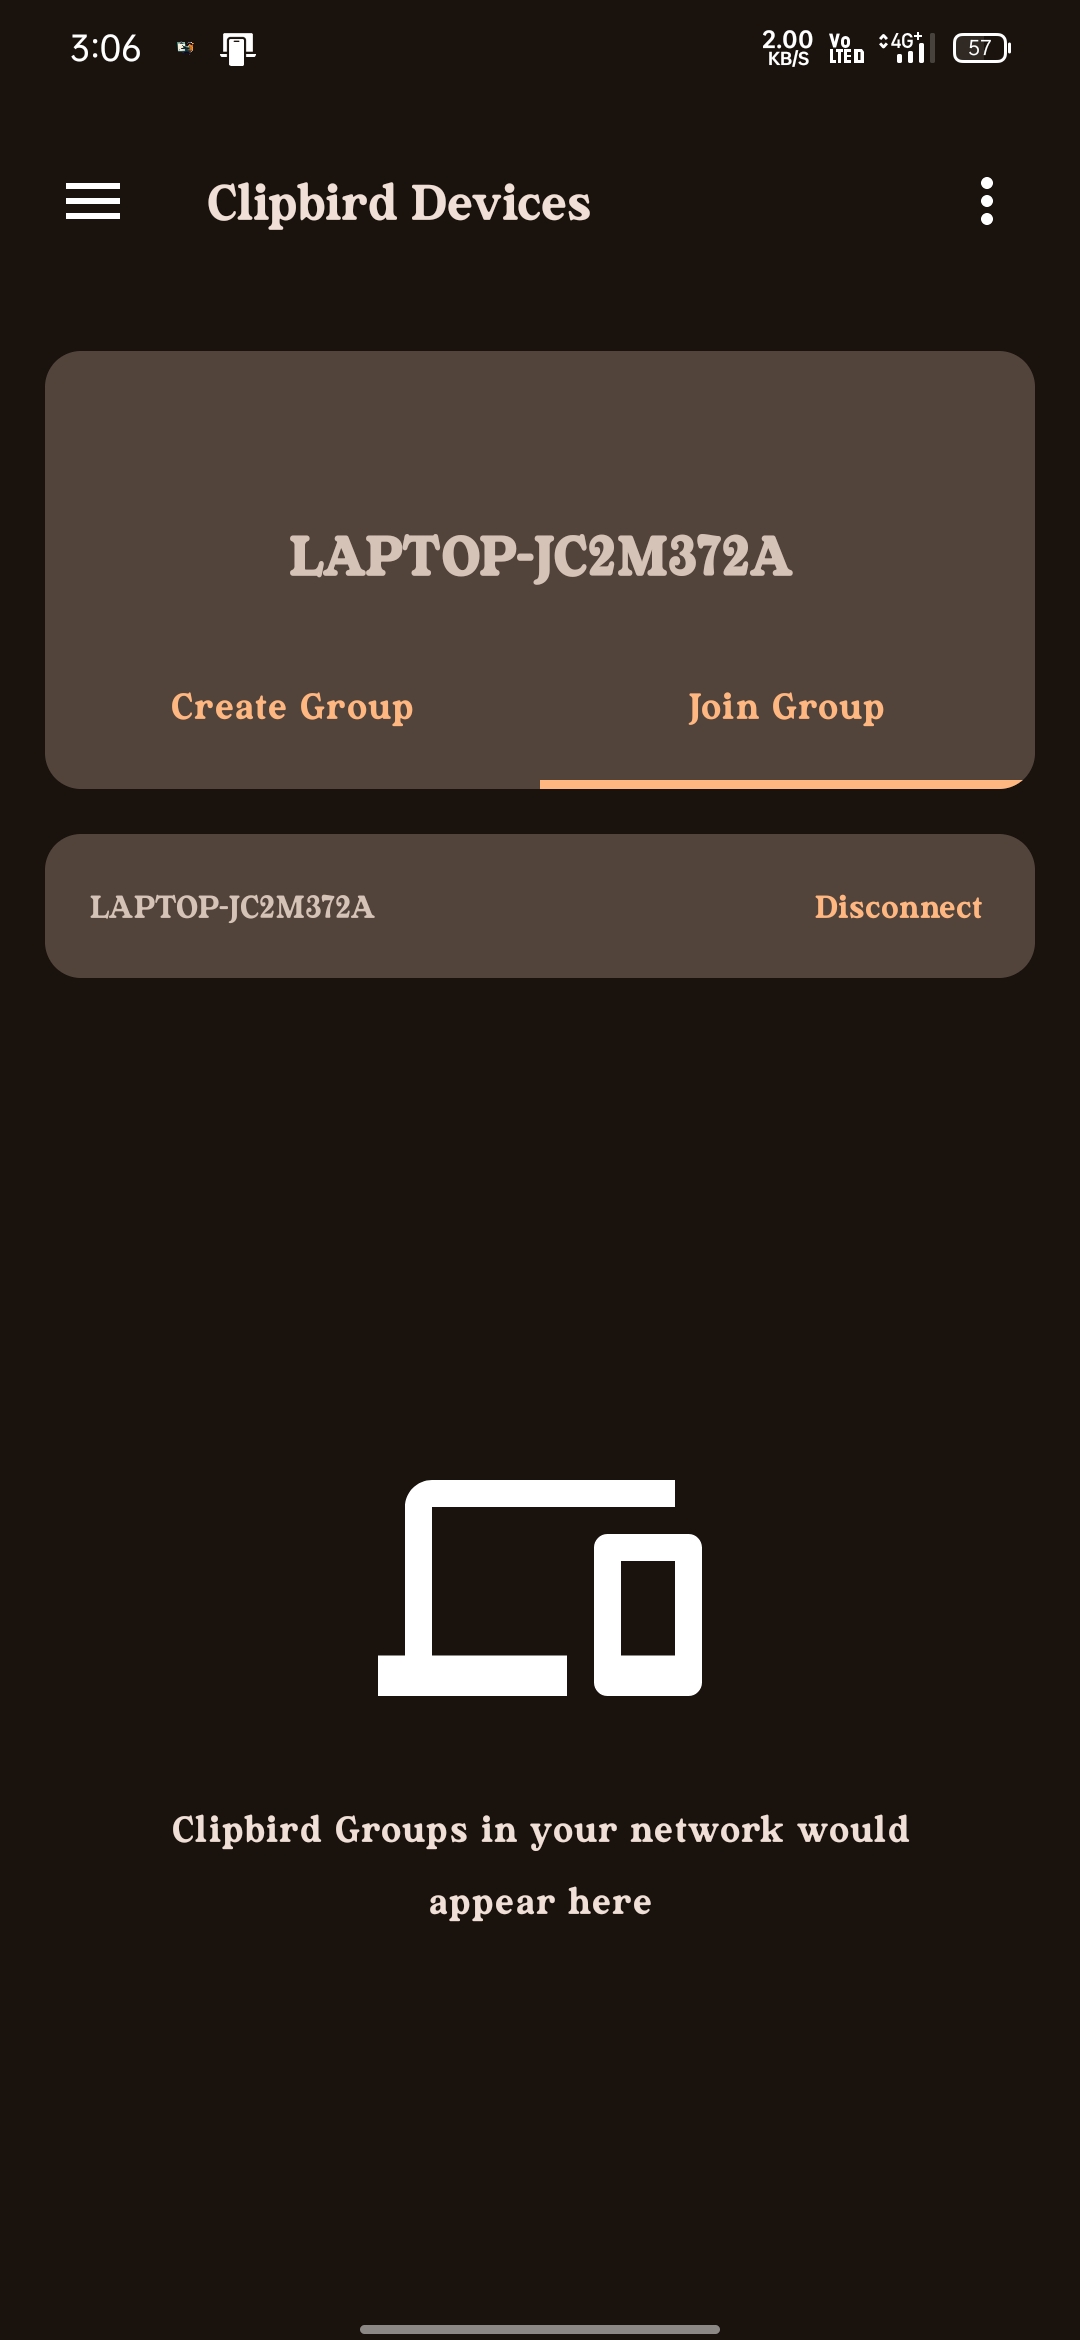 3:06
2.00 KB/S
Vo LTE D
4G+
57
Clipbird Devices
LAPTOP-JC2M372A
Create Group
Join Group
LAPTOP-JC2M372A
Disconnect
Clipbird Groups in your network would
appear here